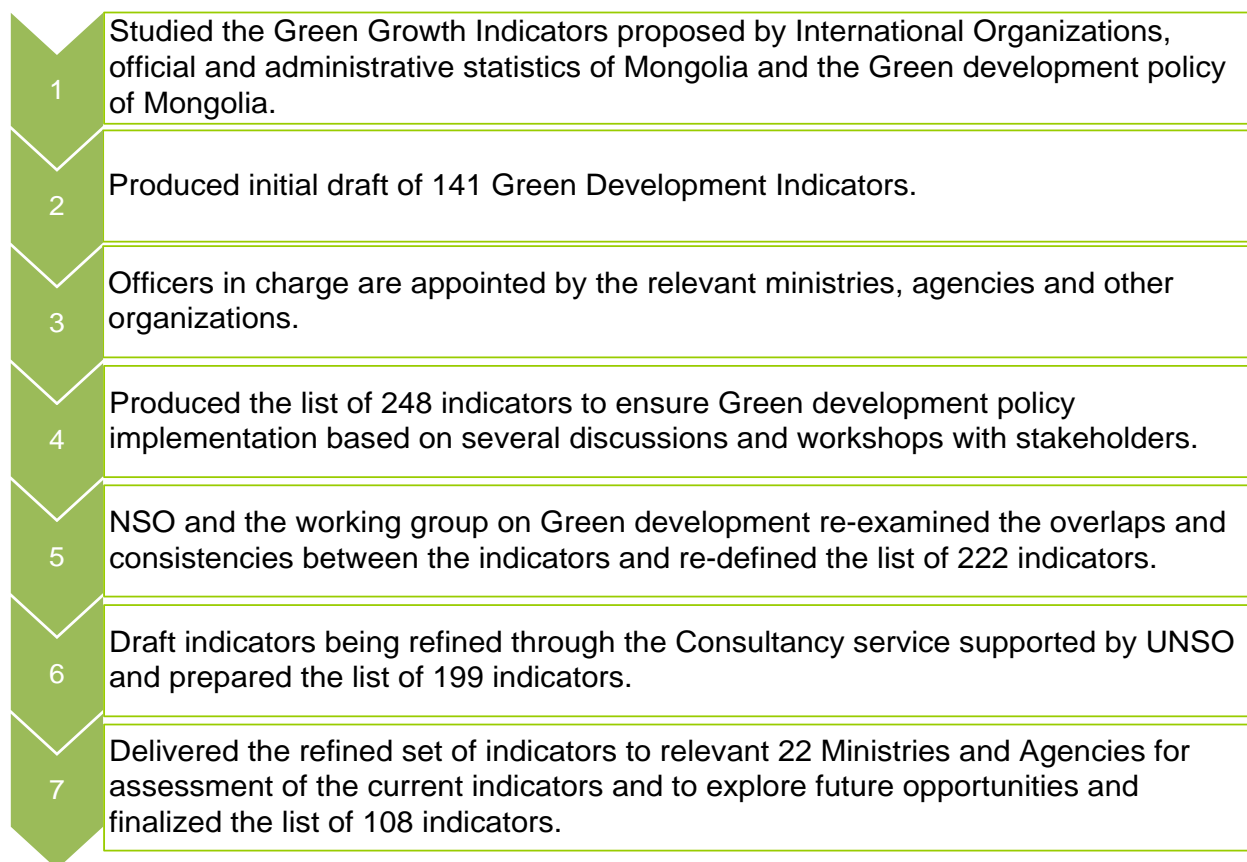 1
Studied the Green Growth Indicators proposed by International Organizations,
official and administrative statistics of Mongolia and the Green development policy
of Mongolia.
2
Produced initial draft of 141 Green Development Indicators.
3
Officers in charge are appointed by the relevant ministries, agencies and other
organizations.
4
Produced the list of 248 indicators to ensure Green development policy
implementation based on several discussions and workshops with stakeholders.
5
NSO and the working group on Green development re-examined the overlaps and
consistencies between the indicators and re-defined the list of 222 indicators.
6
Draft indicators being refined through the Consultancy service supported by UNSO
and prepared the list of 199 indicators.
7
Delivered the refined set of indicators to relevant 22 Ministries and Agencies for
assessment of the current indicators and to explore future opportunities and
finalized the list of 108 indicators.